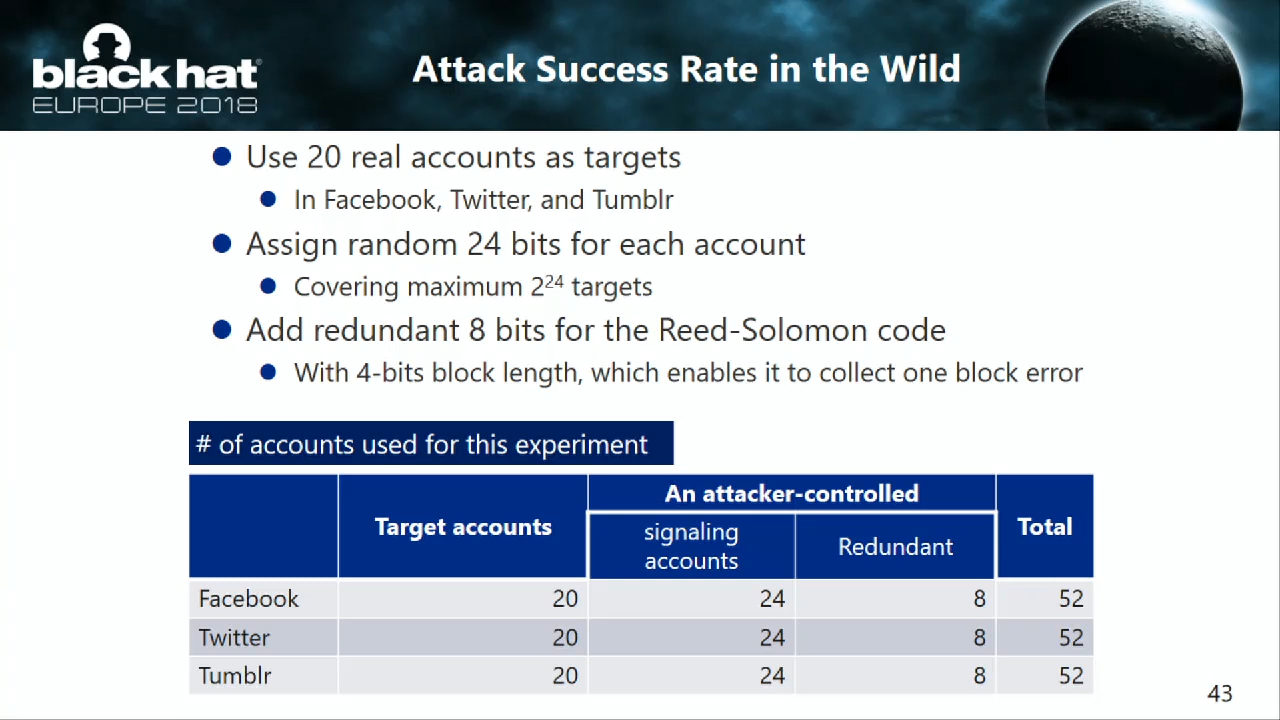 black hat
EUROPE 2018
Attack Success Rate in the Wild
Use 20 real accounts as targets
In Facebook, Twitter, and Tumblr
Assign random 24 bits for each account
Covering maximum 2²⁴ targets
Add redundant 8 bits for the Reed-Solomon code
With 4-bits block length, which enables it to collect one block error
# of accounts used for this experiment
Target accounts
An attacker-controlled
signaling
accounts
Redundant
Total
Facebook 20 24 8 52
Twitter 20 24 8 52
Tumblr 20 24 8 52
43